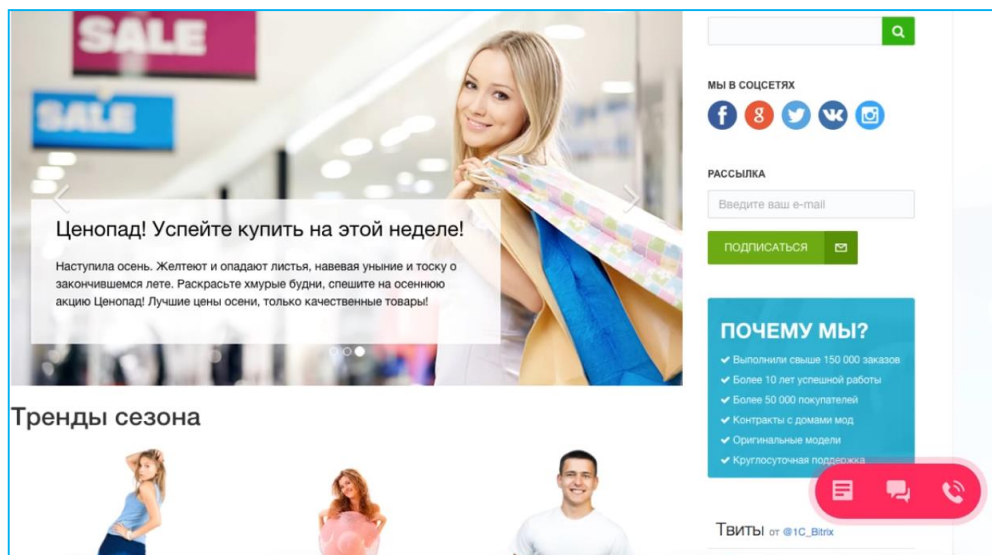 SALE
SALE
Ценопад! Успейте купить на этой неделе!
Наступила осень. Желтеют и опадают листья, навевая уныние и тоску о
закончившемся лете. Раскрасьте хмурые будни, спешите на осеннюю
акцию Ценопад! Лучшие цены осени, только качественные товары!
Тренды сезона
МЫ В СОЦСЕТЯХ
РАССЫЛКА
Введите ваш e-mail
ПОДПИСАТЬСЯ
ПОЧЕМУ МЫ?
Выполнили свыше 150 000 заказов
Более 10 лет успешной работы
Более 50 000 покупателей
Контракты с домами мод
Оригинальные модели
Круглосуточная поддержка
Твиты от @1C_Bitrix